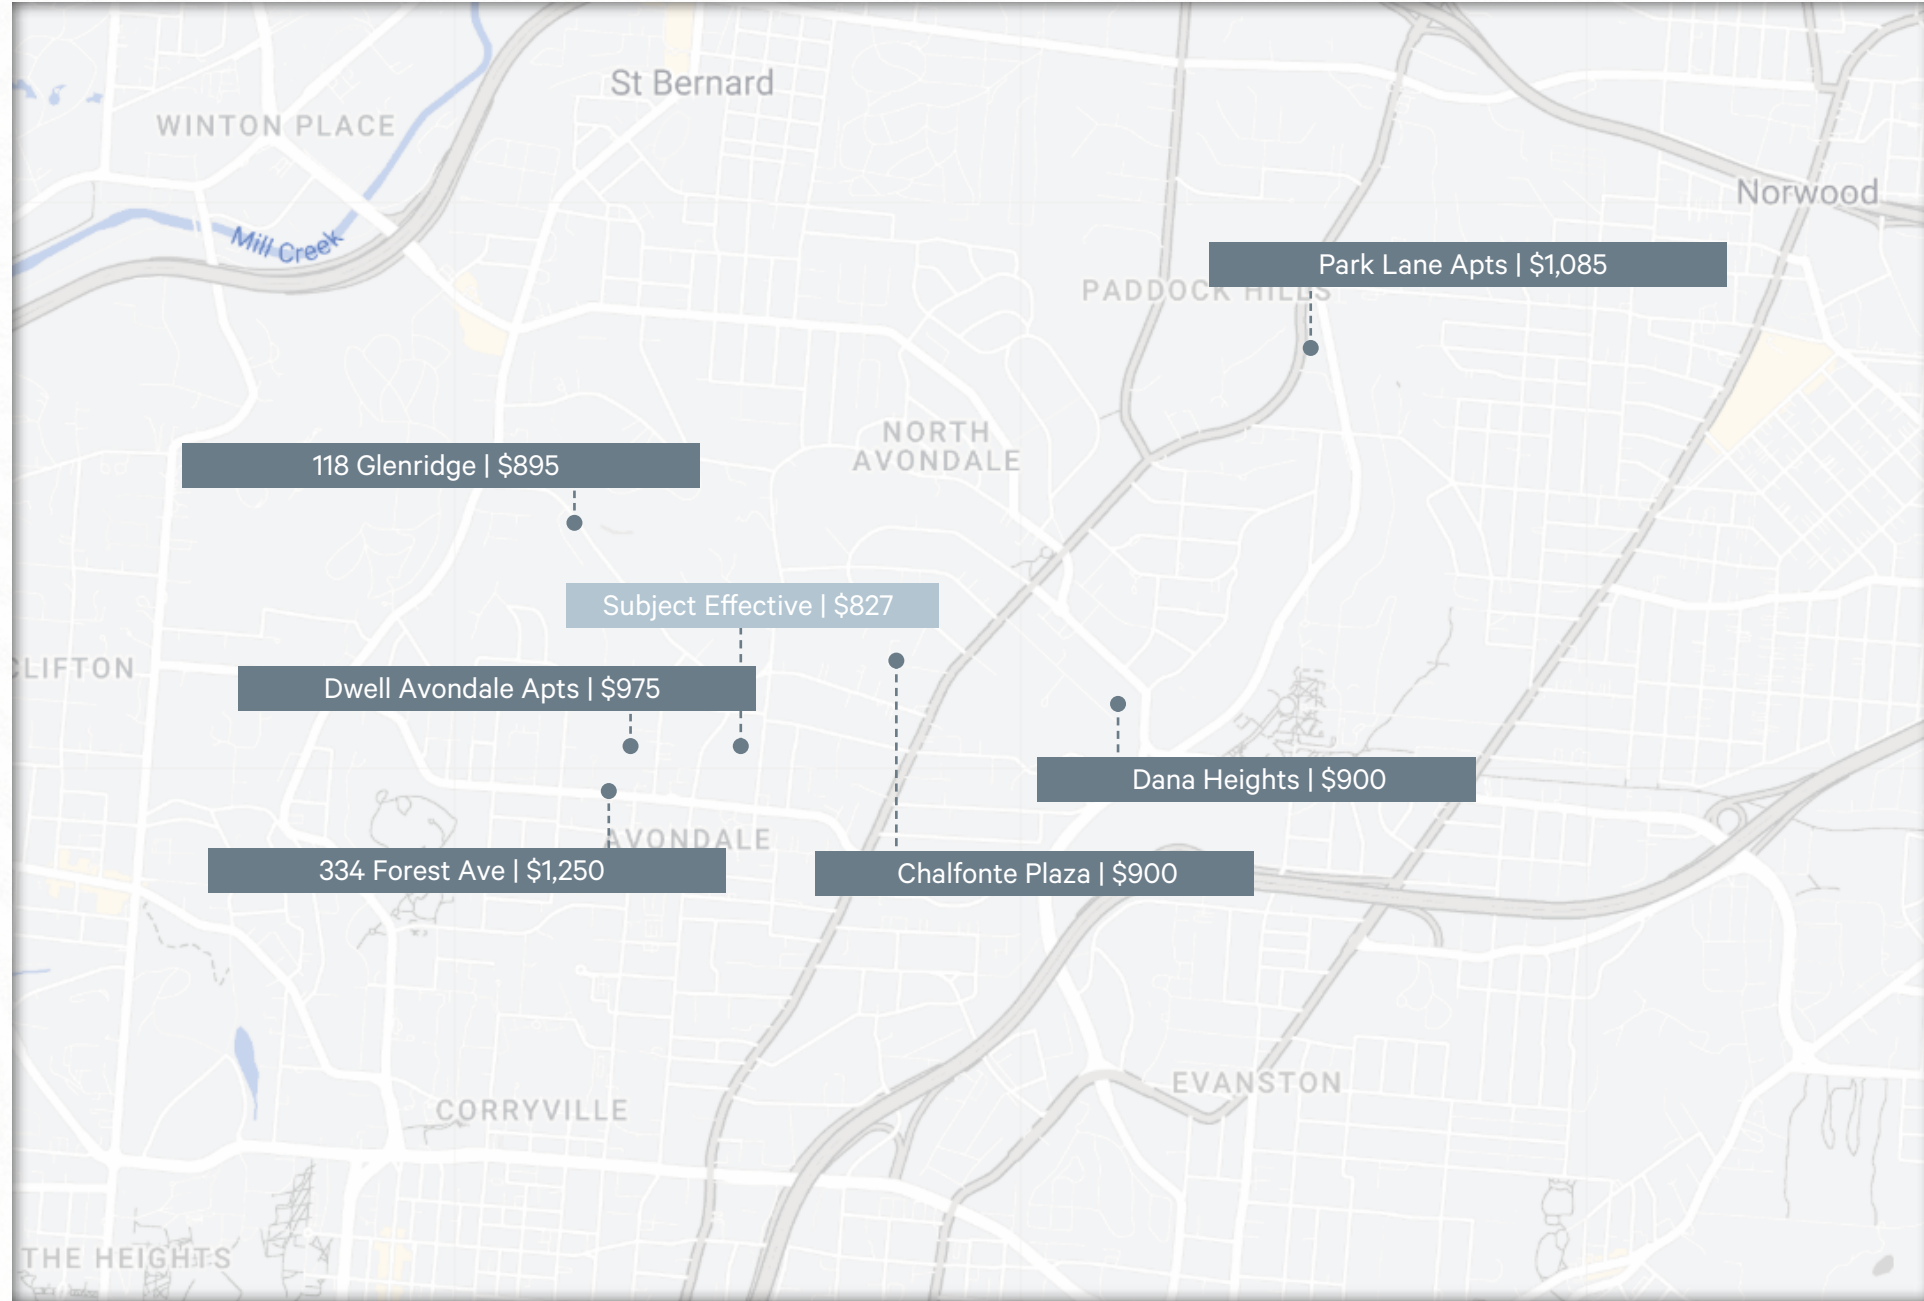 St Bernard
WINTON PLACE
Norwood
Mill Creek
Park Lane Apts | $1,085
PADDOCK HILLS
NORTH
AVONDALE
118 Glenridge | $895
Subject Effective | $827
CLIFTON
Dwell Avondale Apts | $975
Dana Heights | $900
AVONDALE
334 Forest Ave | $1,250
Chalfonte Plaza | $900
EVANSTON
CORRYVILLE
THE HEIGHTS